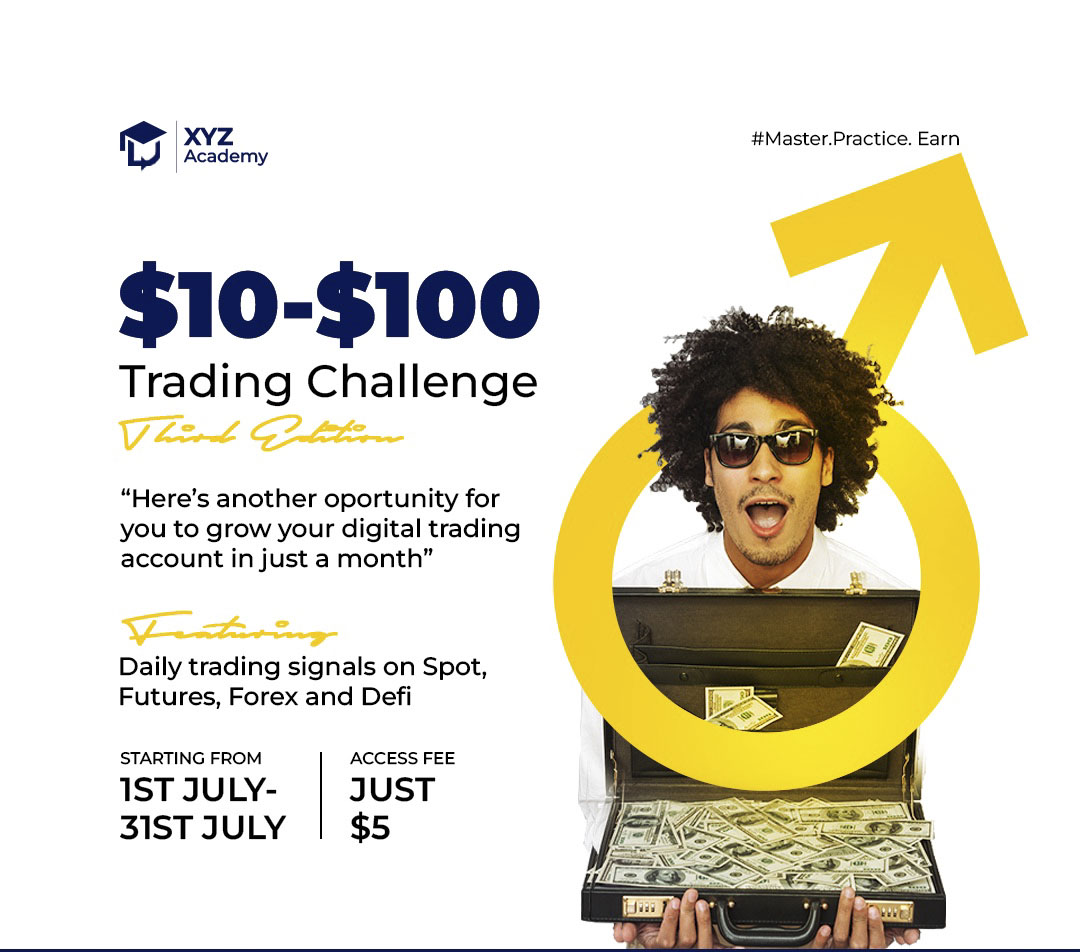 XYZ
Academy
#Master.Practice. Earn
$10-$100
Trading Challenge
Third Edition
“Here’s another oportunity for
you to grow your digital trading
account in just a month”
Featuring
Daily trading signals on Spot,
Futures, Forex and Defi
STARTING FROM
1ST JULY-
31ST JULY
ACCESS FEE
JUST
$5